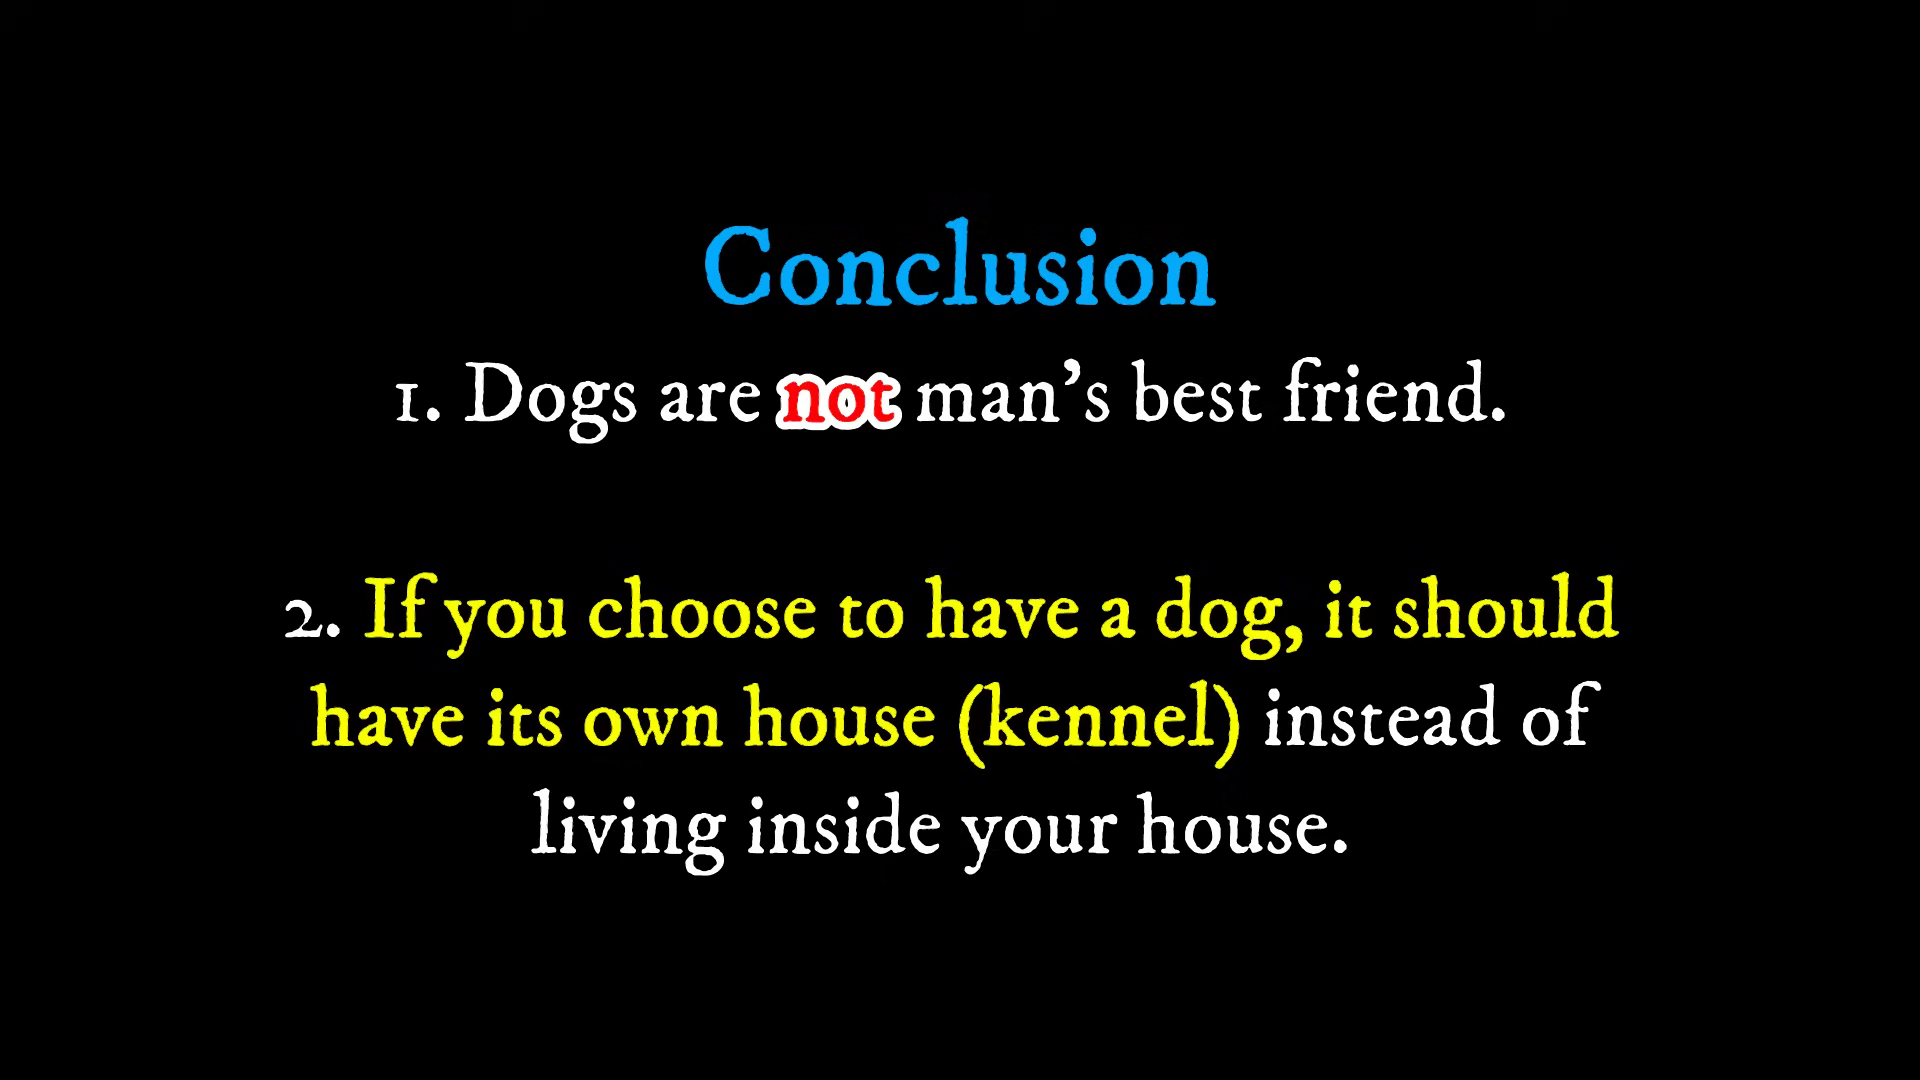 Conclusion
1. Dogs are not man’s best friend.
2. If you choose to have a dog, it should
have its own house (kennel) instead of
living inside your house.